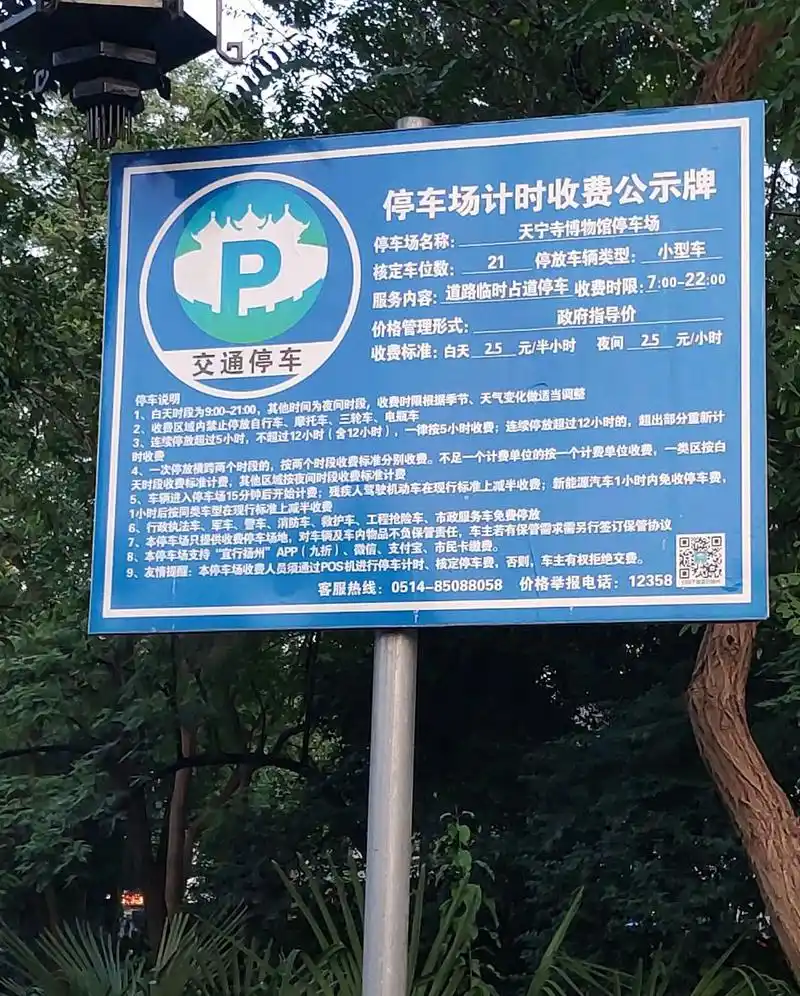 P
交通停车
停车场计时收费公示牌
停车场名称: 天宁寺博物馆停车场
核定车位数: 21 停放车辆类型: 小型车
服务内容: 道路临时占道停车 收费时限: 7:00-22:00
价格管理形式: 政府指导价
收费标准: 白天 2.5 元/半小时 夜间 2.5 元/小时
停车说明
1、白天时段为9:00-21:00, 其他时间为夜间时段, 收费时限根据季节、天气变化做适当调整
2、收费区域内禁止停放自行车、摩托车、三轮车、电瓶车
3、连续停放超过5小时, 不超过12小时(含12小时), 一律按5小时收费; 连续停放超过12小时的, 超出部分重新计
时收费
4、一次停放横跨两个时段的, 按两个时段收费标准分别收费。不足一个计费单位的按一个计费单位收费, 一类区按白
天时段收费标准计费, 其他区域按夜间时段收费标准计费
5、车辆进入停车场15分钟后开始计费; 残疾人驾驶机动车在现行标准上减半收费; 新能源汽车1小时内免收停车费,
1小时后按同类车型在现行标准上减半收费
6、行政执法车、军车、警车、消防车、救护车、工程抢险车、市政服务车免费停放
7、本停车场只提供收费停车场地, 对车辆及车内物品不负保管责任, 车主若有保管需求需另行签订保管协议
8、本停车场支持“宜行扬州”APP(九折)、微信、支付宝、市民卡缴费。
9、友情提醒: 本停车场收费人员须通过POS机进行停车计时、核定停车费, 否则, 车主有权拒绝交费。
客服热线: 0514-85088058 价格举报电话: 12358